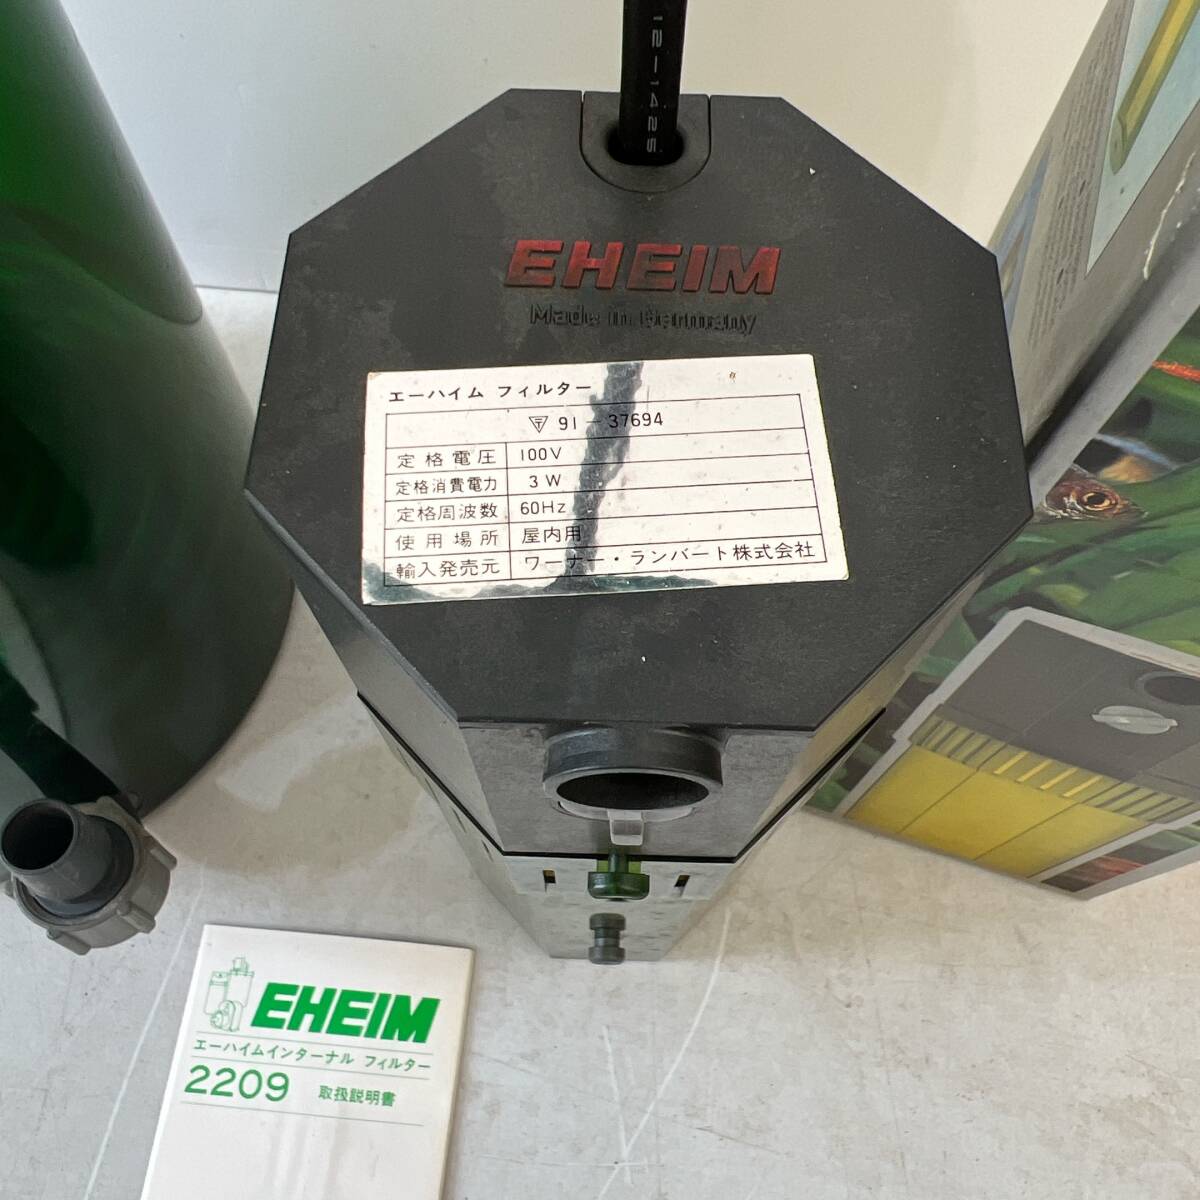 12-1425
EHEIM
Made in Germany
エーハイム フィルター
91-37694
定格電圧 100V
定格消費電力 3W
定格周波数 60Hz
使用場所 屋内用
輸入発売元 ワーナー・ランバート株式会社
EHEIM
エーハイムインターナル フィルター
2209 取扱説明書